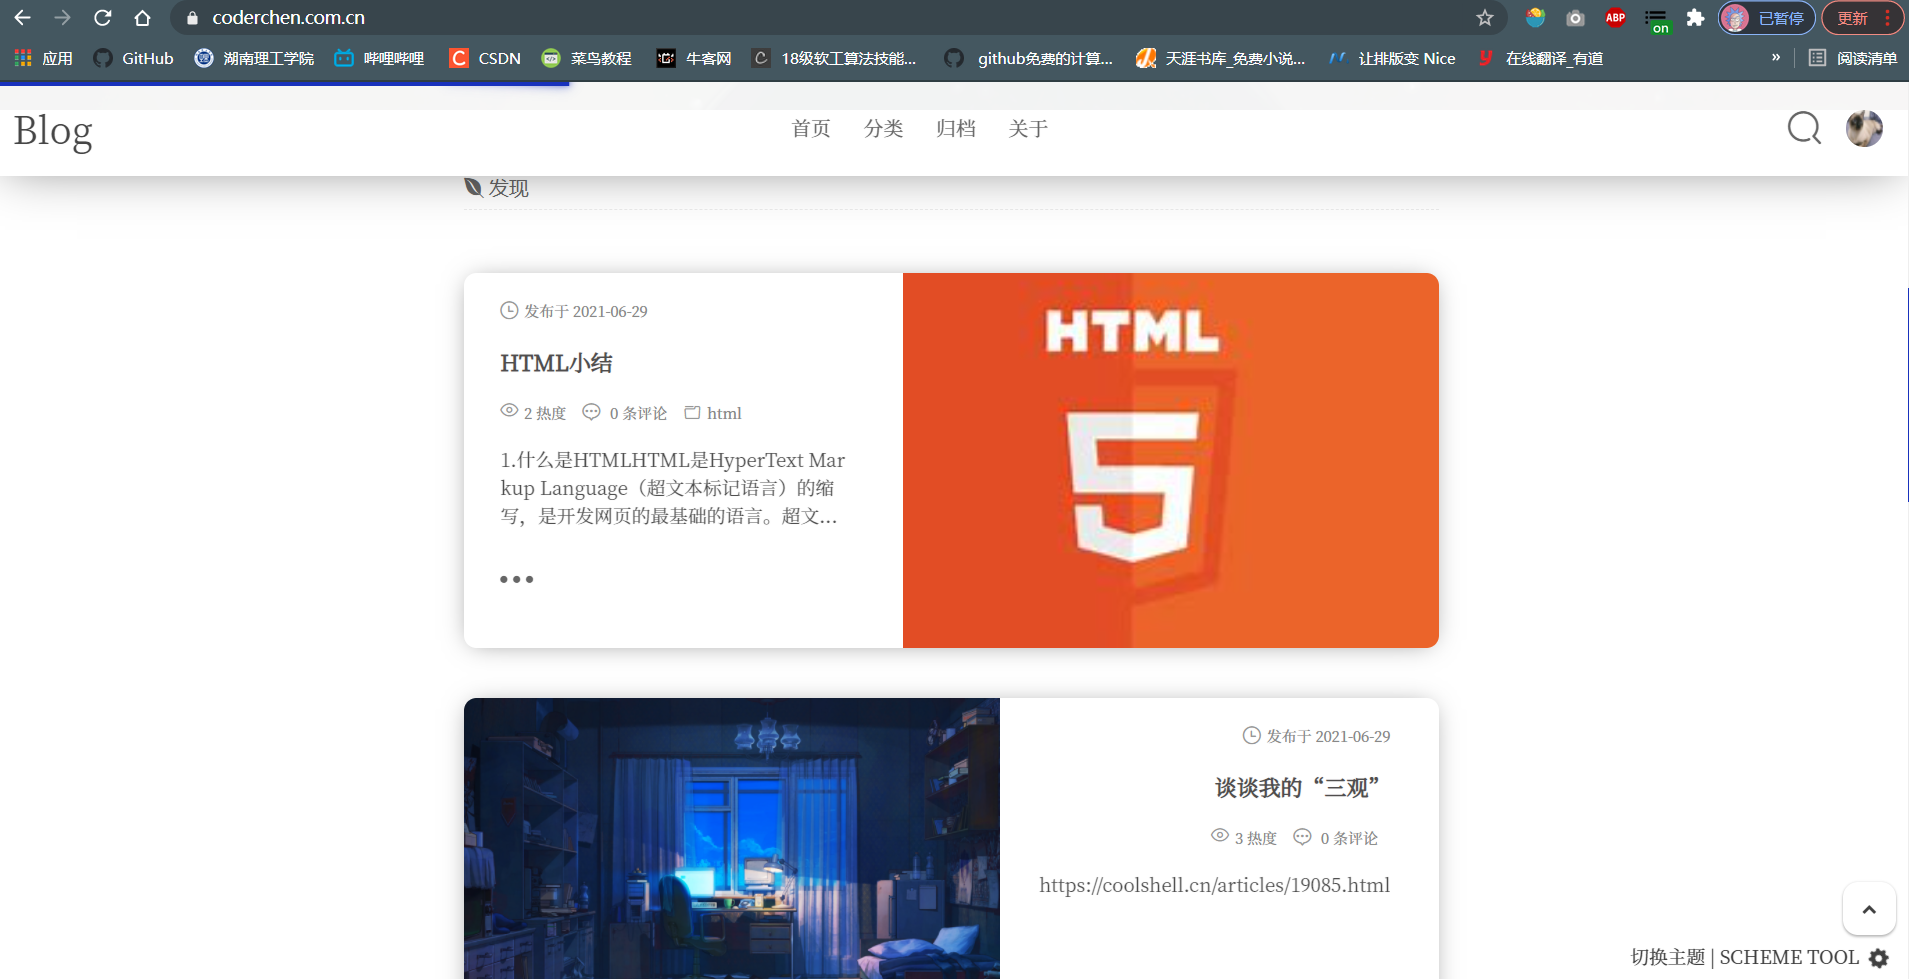 coderchen.com.cn
ABP
on
已暂停
更新
应用
GitHub
湖南理工学院
哔哩哔哩
C CSDN
菜鸟教程
牛客网
C 18级软工算法技能...
github免费的计算...
天涯书库_免费小说...
让排版变 Nice
y 在线翻译_有道
»
阅读清单
Blog
首页 分类 归档 关于
发现
发布于 2021-06-29
HTML小结
2 热度 0 条评论 html
1.什么是HTMLHTML是HyperText Mar
kup Language（超文本标记语言）的缩
写，是开发网页的最基础的语言。超文...
HTML
5
发布于 2021-06-29
谈谈我的“三观”
3 热度 0 条评论
https://coolshell.cn/articles/19085.html
切换主题 | SCHEME TOOL